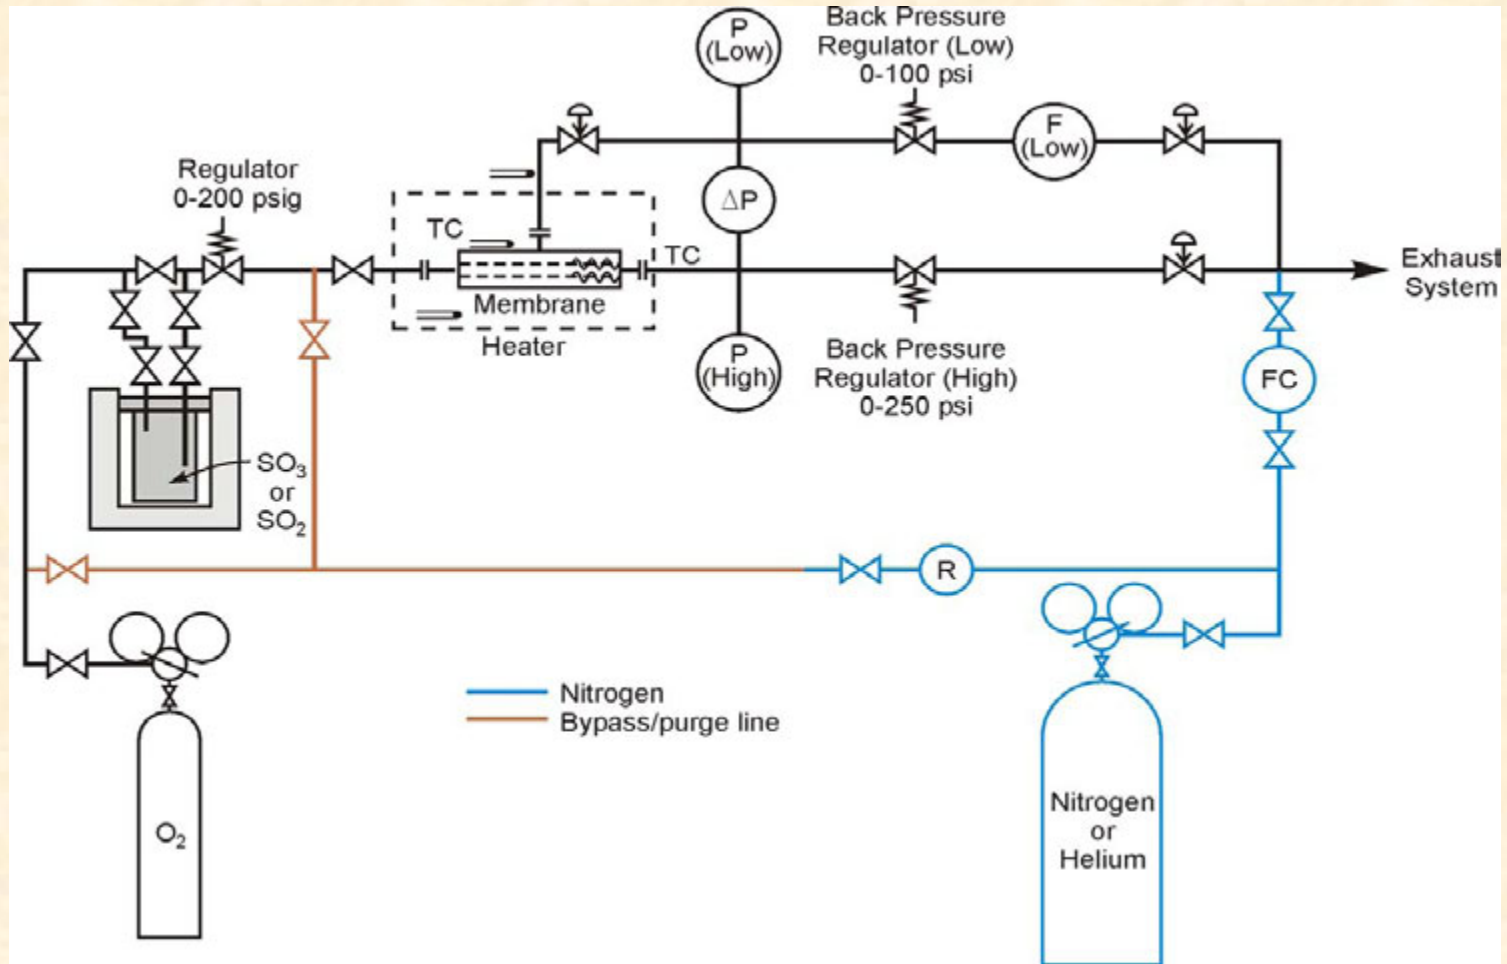 P
(Low)
Back Pressure
Regulator (Low)
0-100 psi
F
(Low)
Regulator
0-200 psig
ΔP
TC
TC
Membrane
Heater
Exhaust
System
P
(High)
Back Pressure
Regulator (High)
0-250 psi
FC
SO₃
or
SO₂
R
Nitrogen
Bypass/purge line
O₂
Nitrogen
or
Helium